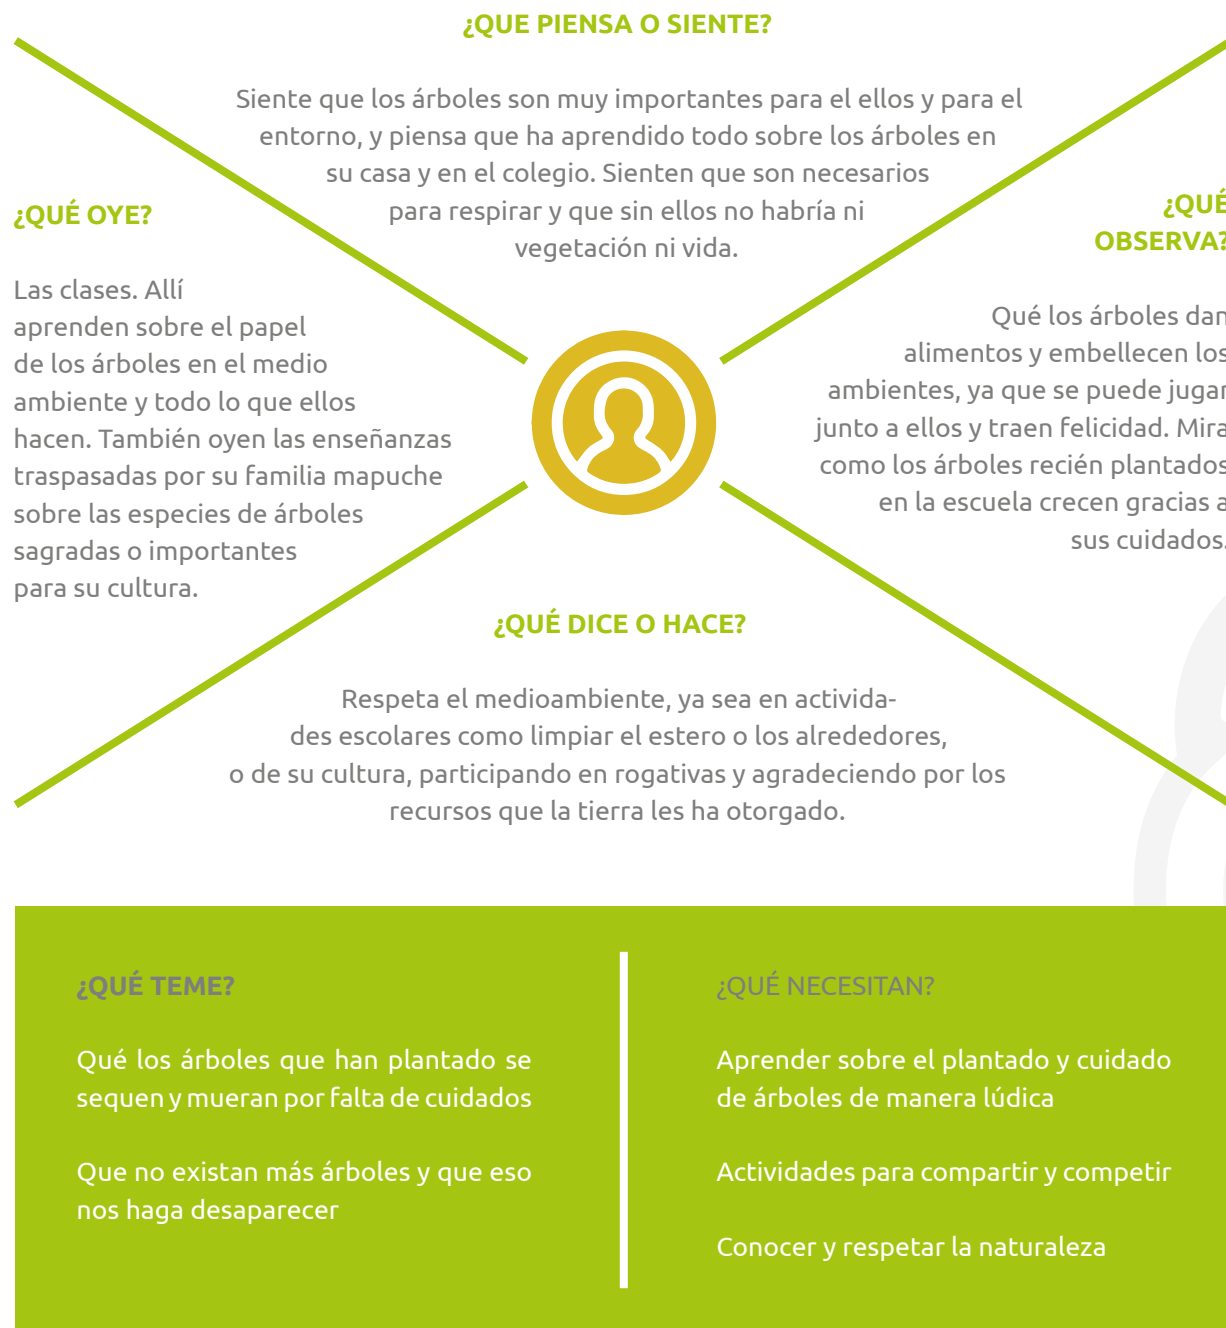 ¿QUE PIENSA O SIENTE?
Siente que los árboles son muy importantes para el ellos y para el
entorno, y piensa que ha aprendido todo sobre los árboles en
su casa y en el colegio. Sienten que son necesarios
para respirar y que sin ellos no habría ni
vegetación ni vida.
¿QUÉ OYE?
Las clases. Allí
aprenden sobre el papel
de los árboles en el medio
ambiente y todo lo que ellos
hacen. También oyen las enseñanzas
traspasadas por su familia mapuche
sobre las especies de árboles
sagradas o importantes
para su cultura.
¿QUÉ
OBSERVA?
Qué los árboles dan
alimentos y embellecen los
ambientes, ya que se puede jugar
junto a ellos y traen felicidad. Mira
como los árboles recién plantados
en la escuela crecen gracias a
sus cuidados.
¿QUÉ DICE O HACE?
Respeta el medioambiente, ya sea en activida-
des escolares como limpiar el estero o los alrededores,
o de su cultura, participando en rogativas y agradeciendo por los
recursos que la tierra les ha otorgado.
¿QUÉ TEME?
Qué los árboles que han plantado se
sequen y mueran por falta de cuidados
Que no existan más árboles y que eso
nos haga desaparecer
¿QUÉ NECESITAN?
Aprender sobre el plantado y cuidado
de árboles de manera lúdica
Actividades para compartir y competir
Conocer y respetar la naturaleza